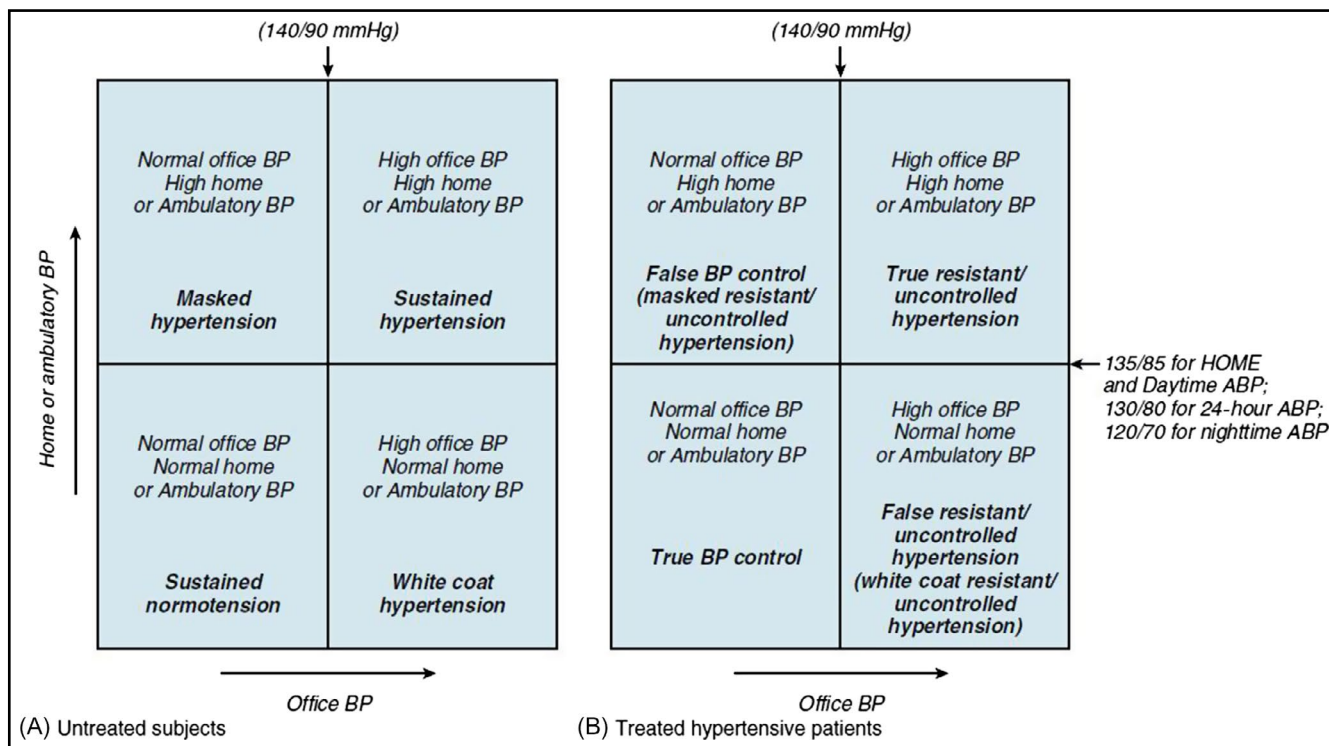 (140/90 mmHg)
Normal office BP
High home
or Ambulatory BP
Masked
hypertension
High office BP
High home
or Ambulatory BP
Sustained
hypertension
Normal office BP
Normal home
or Ambulatory BP
Sustained
normotension
High office BP
Normal home
or Ambulatory BP
White coat
hypertension
Home or ambulatory BP
Office BP
(A) Untreated subjects
(140/90 mmHg)
Normal office BP
High home
or Ambulatory BP
False BP control
(masked resistant/
uncontrolled
hypertension)
High office BP
High home
or Ambulatory BP
True resistant/
uncontrolled
hypertension
135/85 for HOME
and Daytime ABP;
130/80 for 24-hour ABP;
120/70 for nighttime ABP
Normal office BP
Normal home
or Ambulatory BP
True BP control
High office BP
Normal home
or Ambulatory BP
False resistant/
uncontrolled
hypertension
(white coat resistant/
uncontrolled
hypertension)
Office BP
(B) Treated hypertensive patients